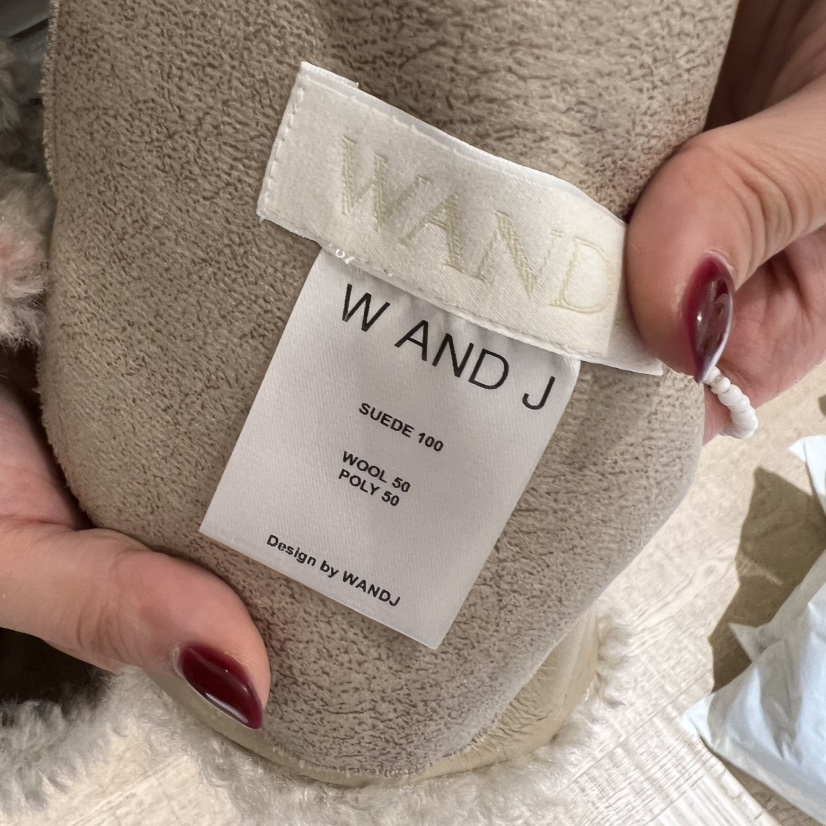 WAND
W AND J
SUEDE 100
WOOL 50
POLY 50
Design by WANDJ